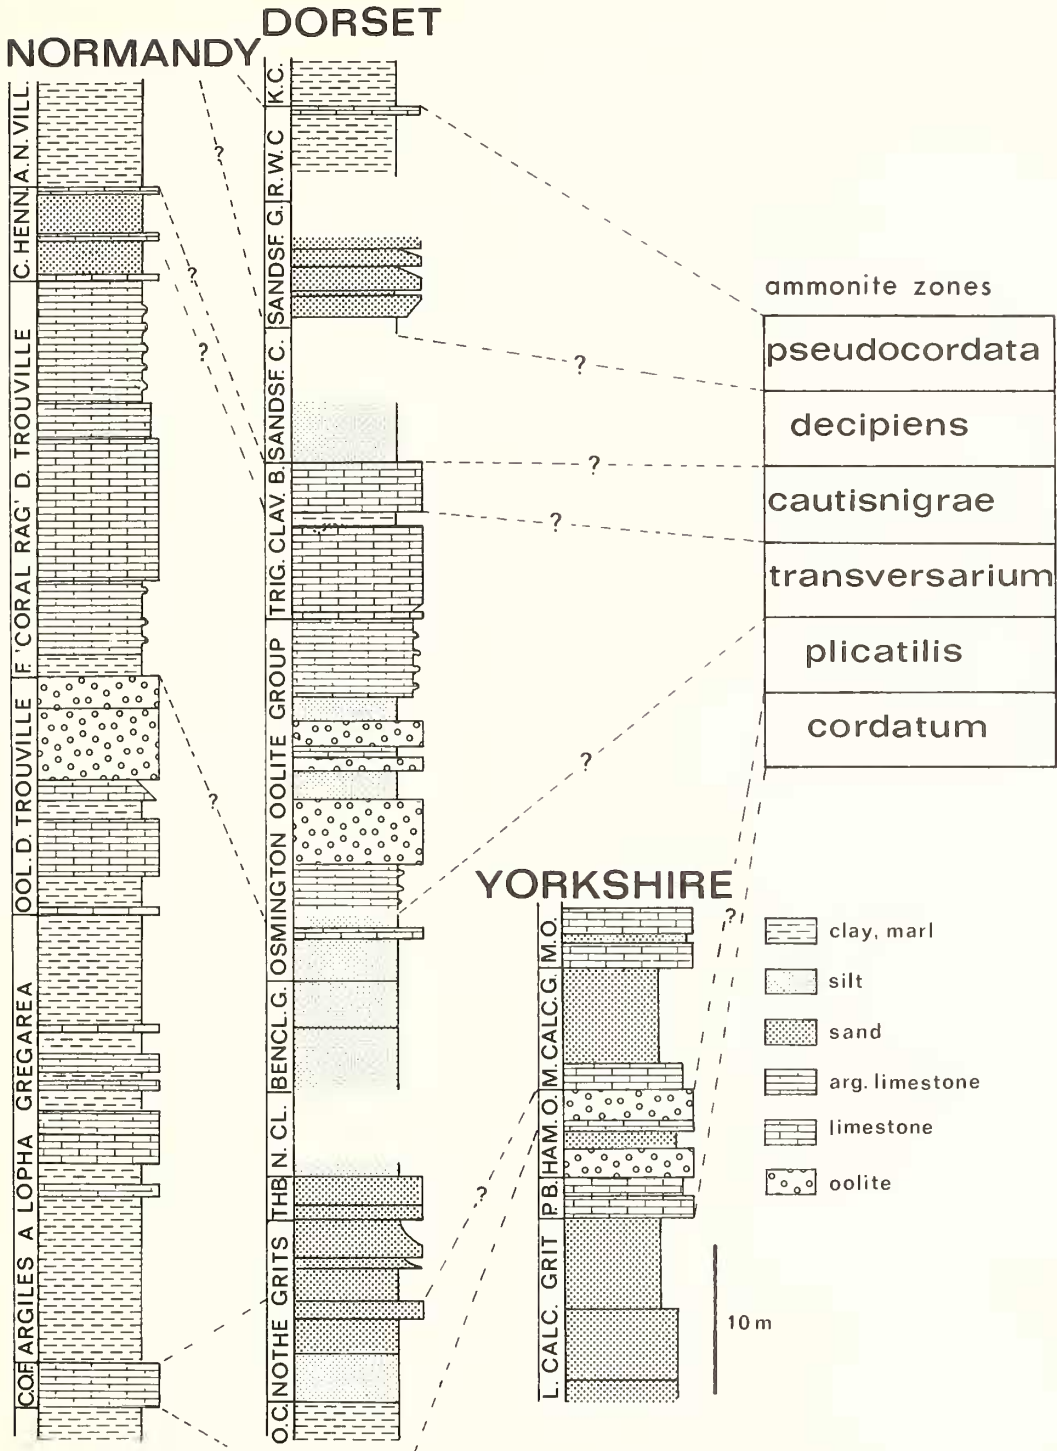 NORMANDY
DORSET
A.N. VILL.
C. HENN.
F. 'CORAL RAG' D. TROUVILLE
OOL. D. TROUVILLE
ARGILES A LOPHA GREGAREA
C.O.F.
K.C.
R.W.C
SANDSF. G.
SANDSF. C.
TRIG. CLAV. B.
OSMINGTON OOLITE GROUP
BENCL. G.
N. CL.
THB
NOTHE GRITS
O.C.
?
?
?
?
?
?
?
?
?
?
ammonite zones
pseudocordata
decipiens
cautisnigrae
transversarium
plicatilis
cordatum
YORKSHIRE
M.O.
M. CALC. G.
HAM. O.
P.B.
L. CALC. GRIT
10 m
clay, marl
silt
sand
arg. limestone
limestone
oolite